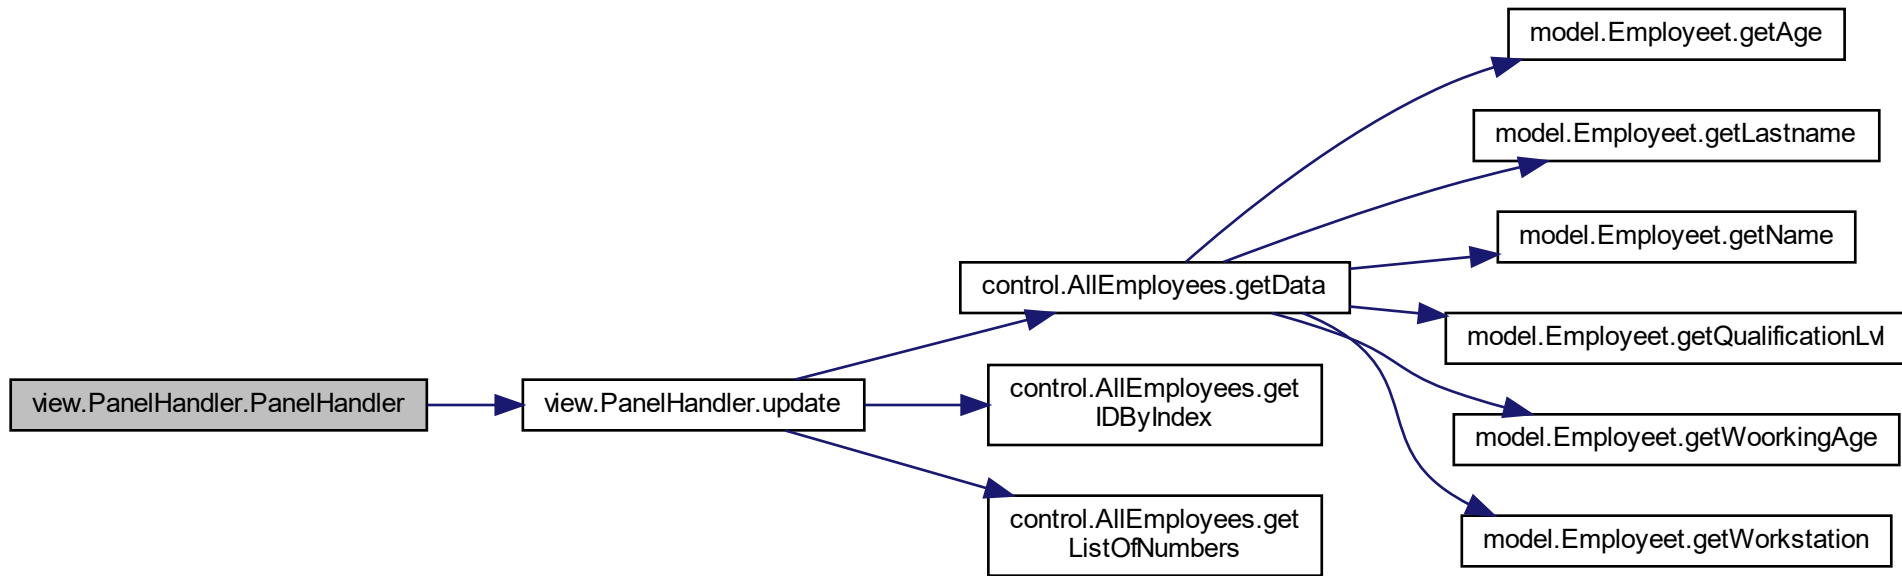 view.PanelHandler.PanelHandler
view.PanelHandler.update
control.AllEmployees.getData
control.AllEmployees.get
IDByIndex
control.AllEmployees.get
ListOfNumbers
model.Employeet.getAge
model.Employeet.getLastname
model.Employeet.getName
model.Employeet.getQualificationLvl
model.Employeet.getWoorkingAge
model.Employeet.getWorkstation